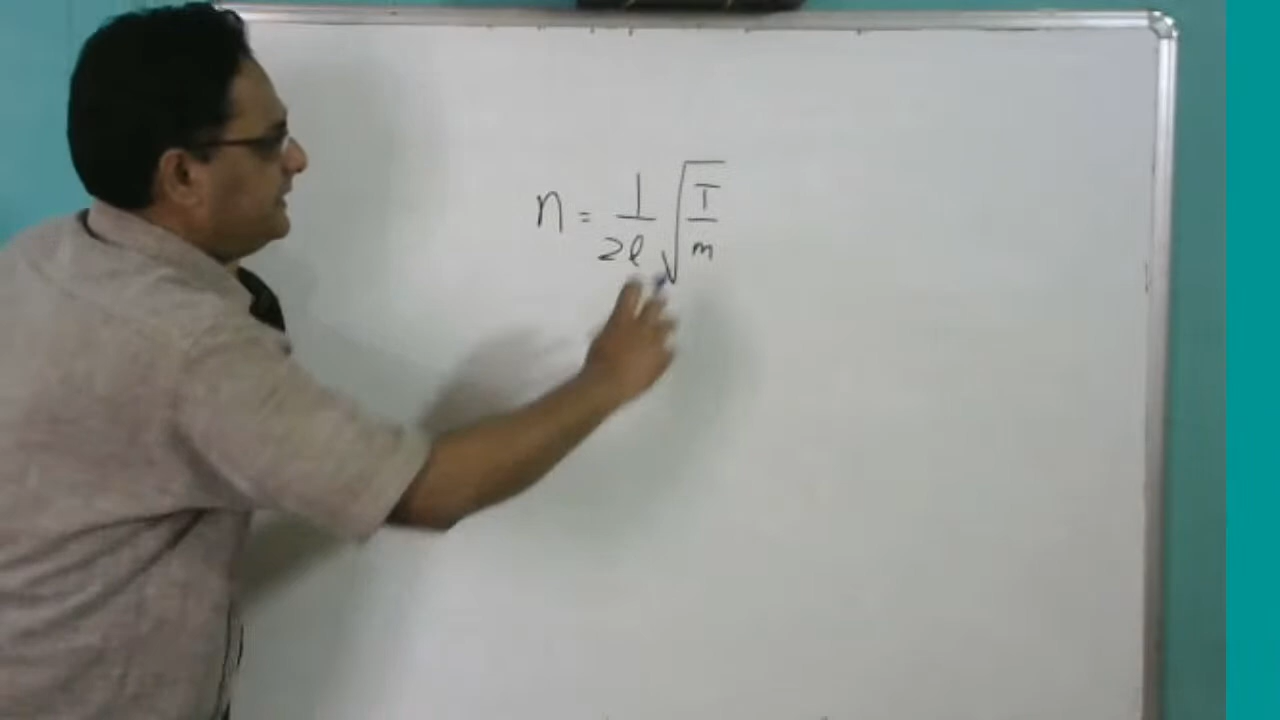 n = 1/2l √T/m